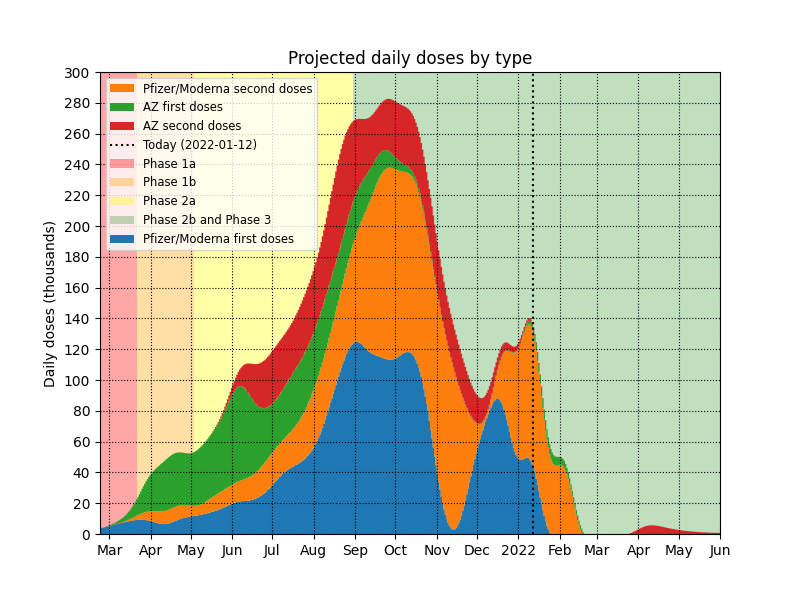 Projected daily doses by type
Daily doses (thousands)
300
280
260
240
220
200
180
160
140
120
100
80
60
40
20
0
Pfizer/Moderna second doses
AZ first doses
AZ second doses
Today (2022-01-12)
Phase 1a
Phase 1b
Phase 2a
Phase 2b and Phase 3
Pfizer/Moderna first doses
Mar Apr May Jun Jul Aug Sep Oct Nov Dec 2022 Feb Mar Apr May Jun